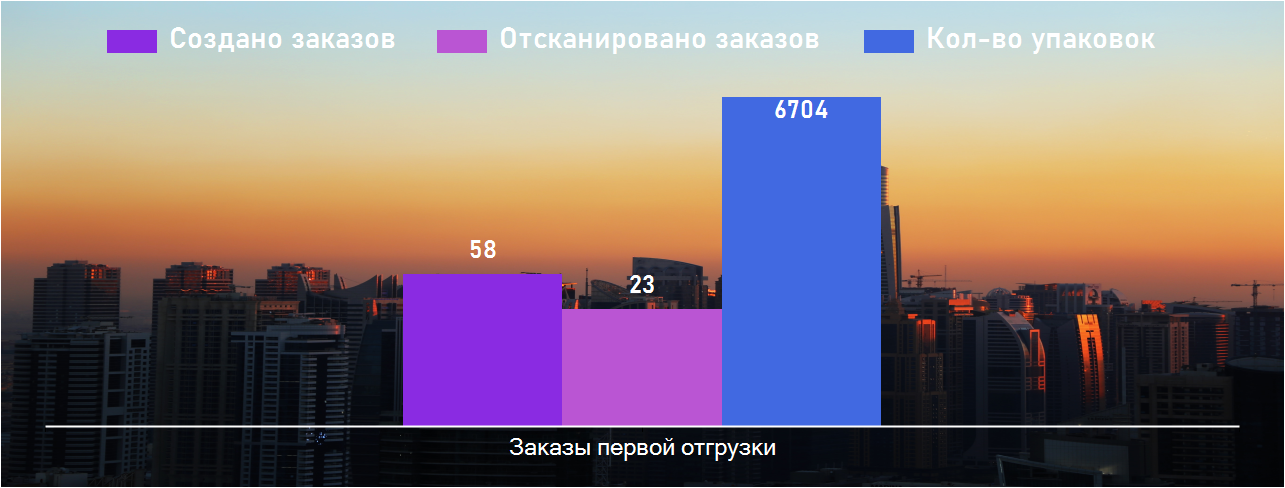 Создано заказов
Отсканировано заказов
Кол-во упаковок
6704
58
23
Заказы первой отгрузки